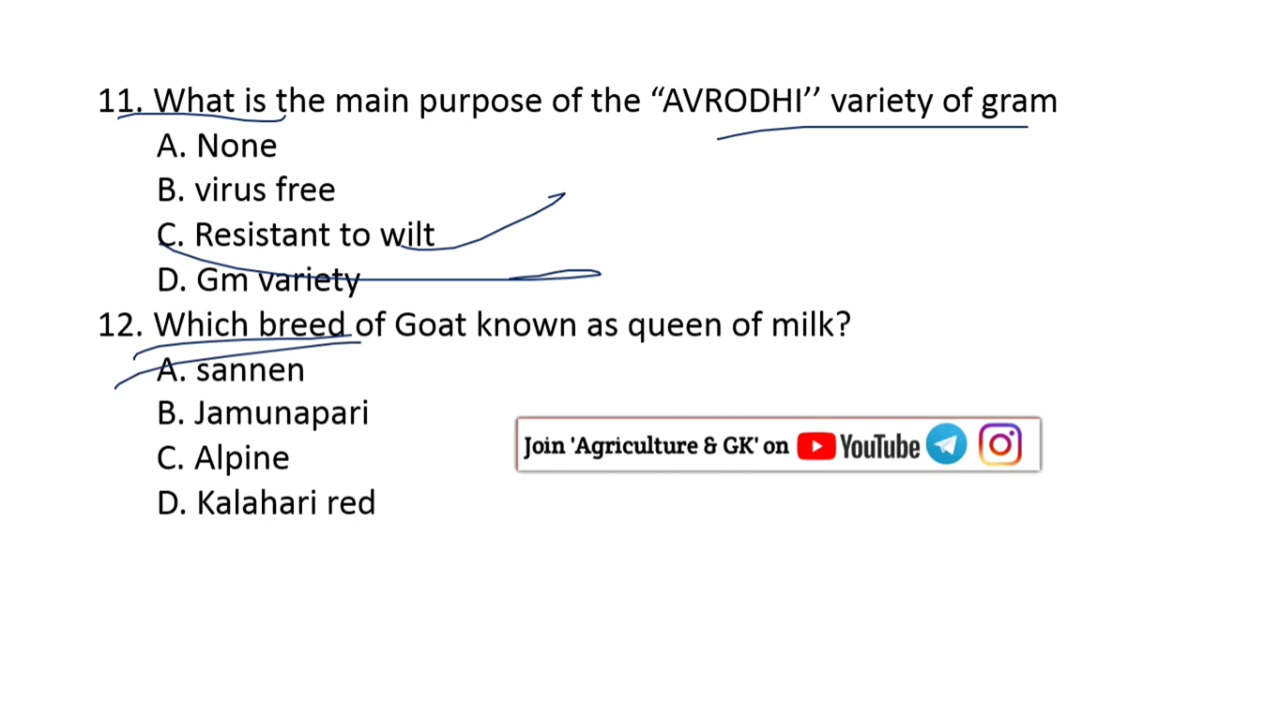 11. What is the main purpose of the “AVRODHI’’ variety of gram
A. None
B. virus free
C. Resistant to wilt
D. Gm variety
12. Which breed of Goat known as queen of milk?
A. sannen
B. Jamunapari
C. Alpine
D. Kalahari red
Join 'Agriculture & GK' on YouTube